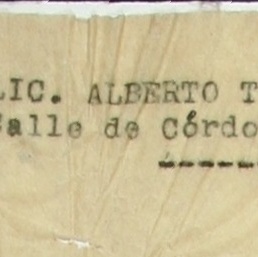 LIC. ALBERTO T
Calle de Córdo
-----